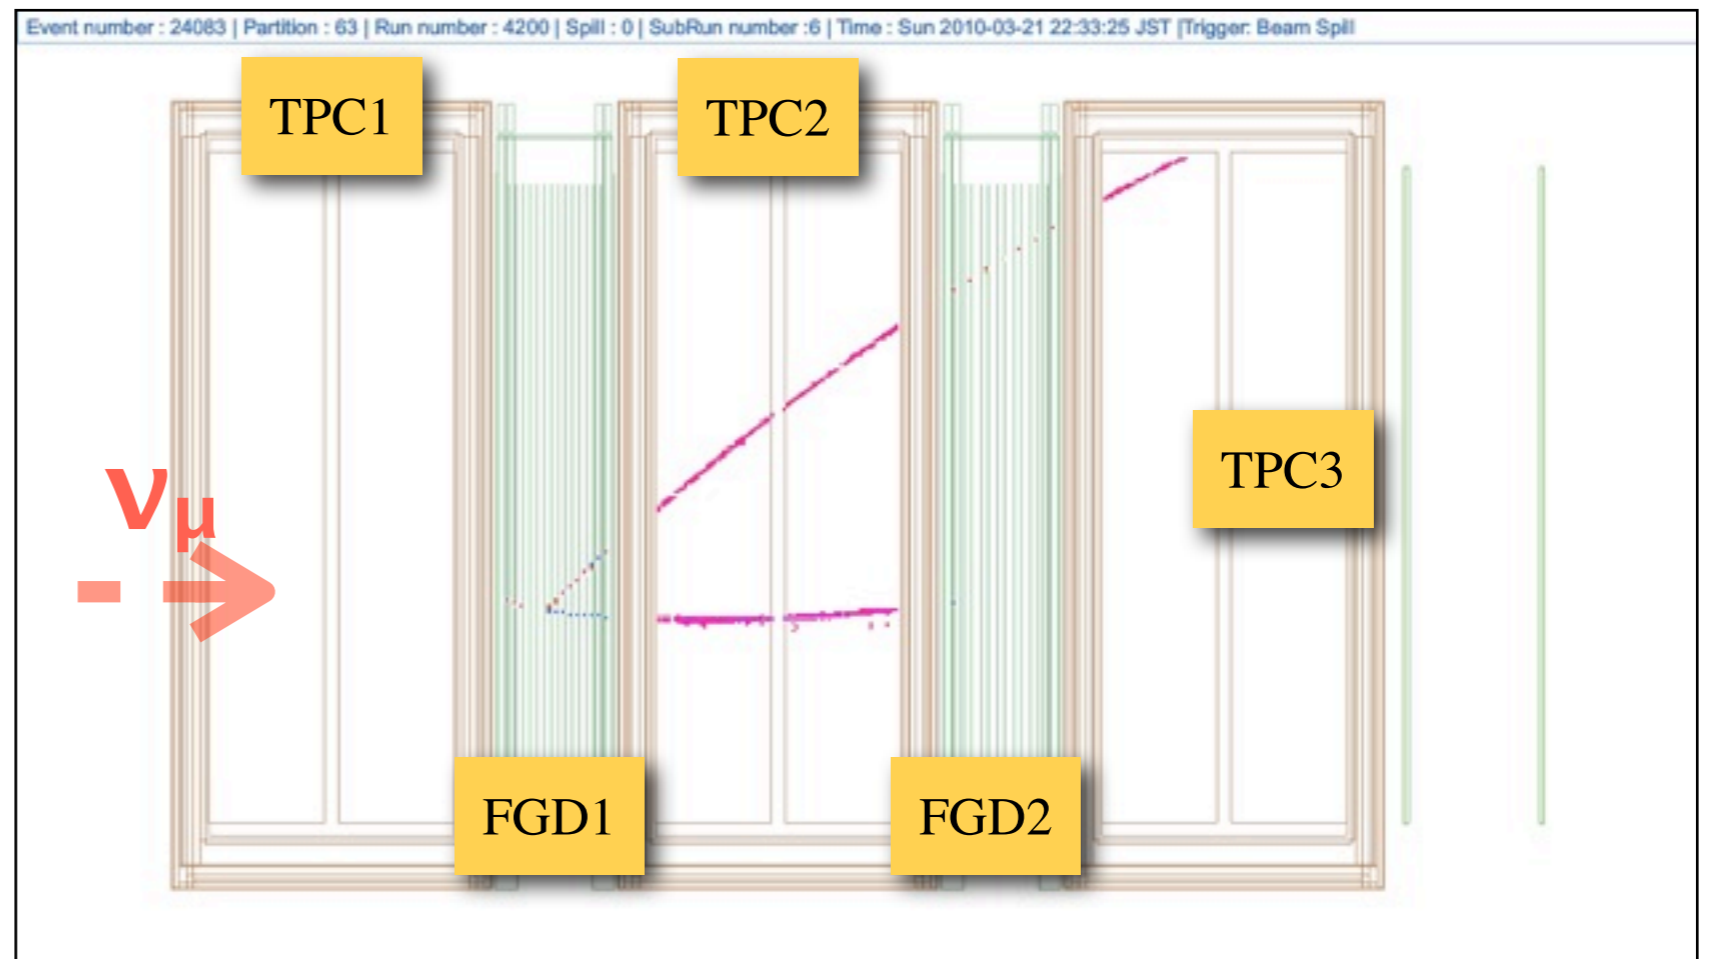 Event number : 24083 | Partition : 63 | Run number : 4200 | Spill : 0 | SubRun number :6 | Time : Sun 2010-03-21 22:33:25 JST |Trigger: Beam Spill
TPC1
TPC2
TPC3
νμ
FGD1
FGD2